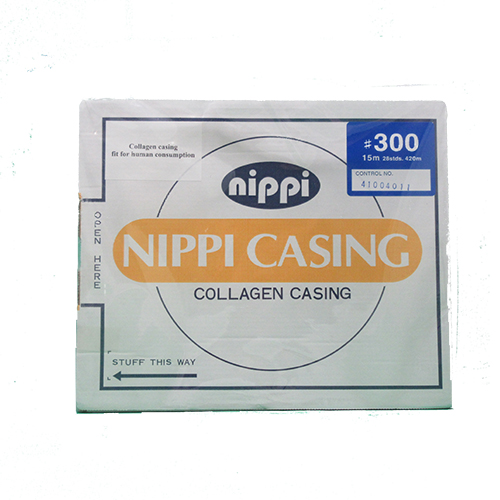 Collagen casing
fit for human consumption
#300
15m 28stds. 420m
CONTROL NO.
41004011
nippi
OPEN HERE
NIPPI CASING
COLLAGEN CASING
STUFF THIS WAY